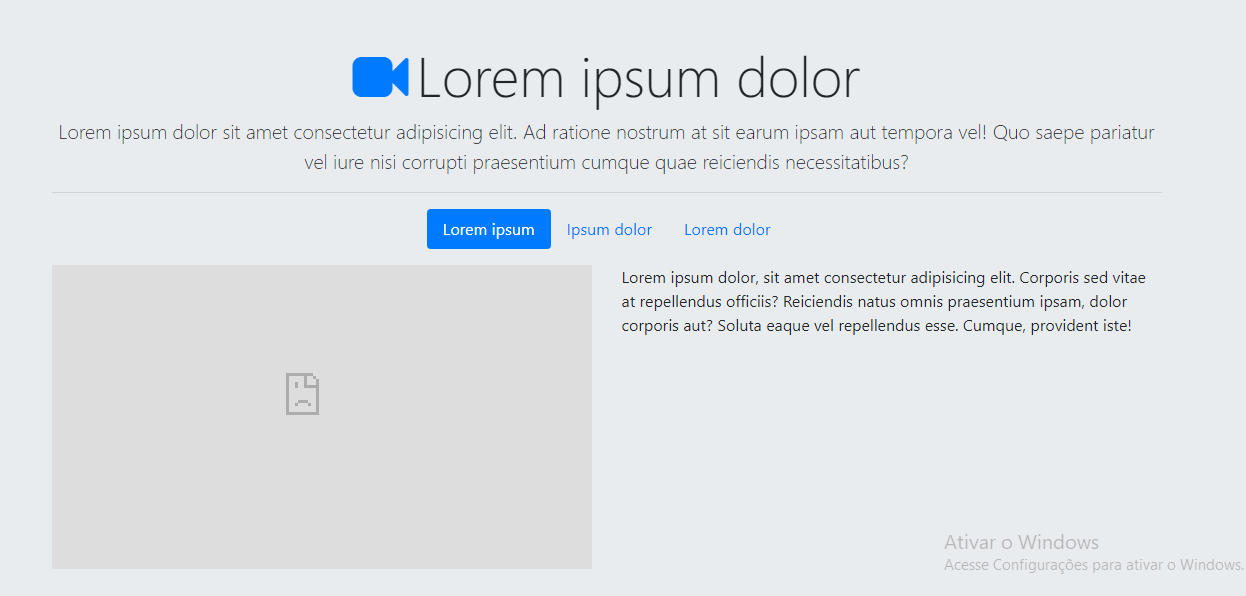 Lorem ipsum dolor
Lorem ipsum dolor sit amet consectetur adipisicing elit. Ad ratione nostrum at sit earum ipsam aut tempora vel! Quo saepe pariatur
vel iure nisi corrupti praesentium cumque quae reiciendis necessitatibus?
Lorem ipsum
Ipsum dolor
Lorem dolor
Lorem ipsum dolor, sit amet consectetur adipisicing elit. Corporis sed vitae
at repellendus officiis? Reiciendis natus omnis praesentium ipsam, dolor
corporis aut? Soluta eaque vel repellendus esse. Cumque, provident iste!
Ativar o Windows
Acesse Configurações para ativar o Windows.